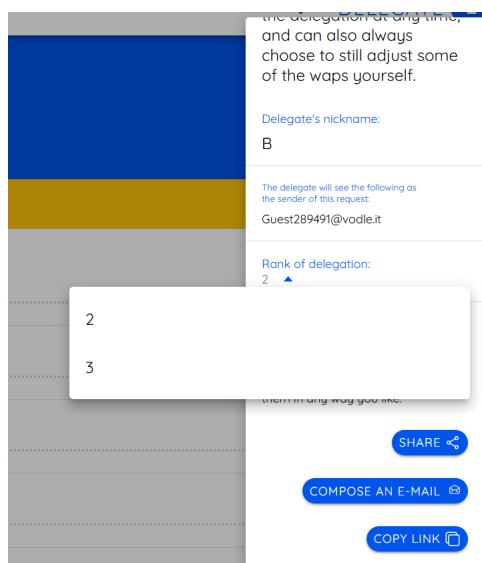 DELEGATE
the delegation at any time,
and can also always
choose to still adjust some
of the waps yourself.
Delegate's nickname:
B
The delegate will see the following as
the sender of this request:
Guest289491@vodle.it
Rank of delegation:
2
2
3
them in any way you like.
SHARE
COMPOSE AN E-MAIL
COPY LINK